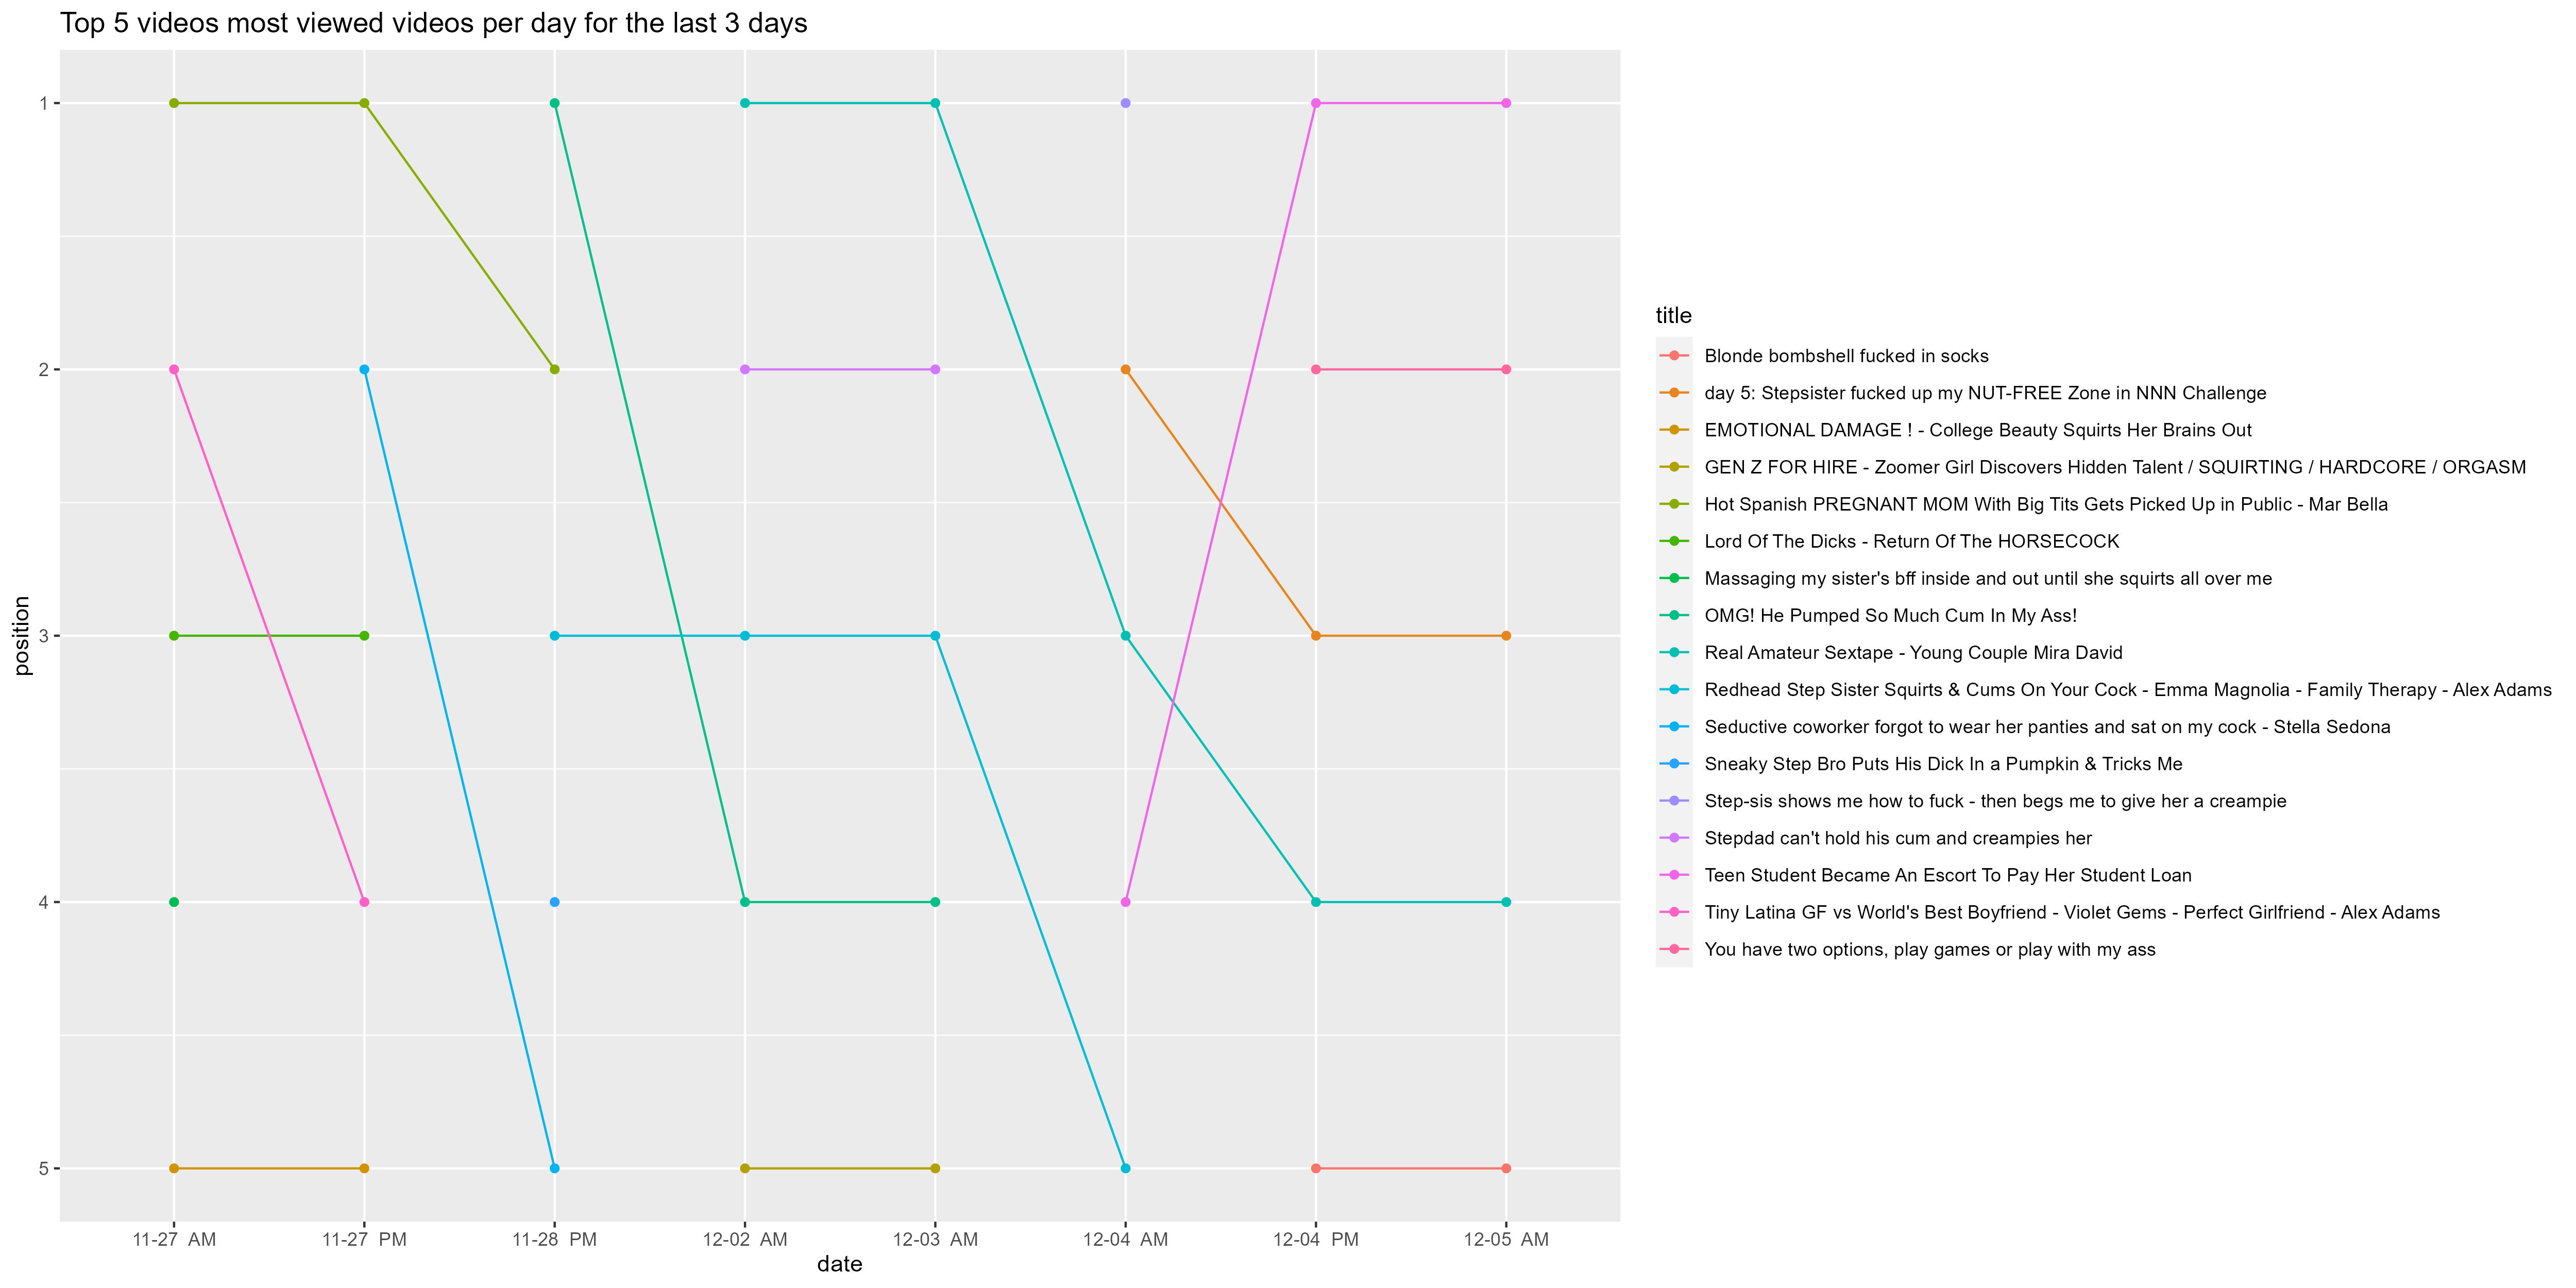 Top 5 videos most viewed videos per day for the last 3 days
position
1
2
3
4
5
11-27 AM
11-27 PM
11-28 PM
12-02 AM
12-03 AM
12-04 AM
12-04 PM
12-05 AM
date
title
Blonde bombshell fucked in socks
day 5: Stepsister fucked up my NUT-FREE Zone in NNN Challenge
EMOTIONAL DAMAGE ! - College Beauty Squirts Her Brains Out
GEN Z FOR HIRE - Zoomer Girl Discovers Hidden Talent / SQUIRTING / HARDCORE / ORGASM
Hot Spanish PREGNANT MOM With Big Tits Gets Picked Up in Public - Mar Bella
Lord Of The Dicks - Return Of The HORSECOCK
Massaging my sister's bff inside and out until she squirts all over me
OMG! He Pumped So Much Cum In My Ass!
Real Amateur Sextape - Young Couple Mira David
Redhead Step Sister Squirts & Cums On Your Cock - Emma Magnolia - Family Therapy - Alex Adams
Seductive coworker forgot to wear her panties and sat on my cock - Stella Sedona
Sneaky Step Bro Puts His Dick In a Pumpkin & Tricks Me
Step-sis shows me how to fuck - then begs me to give her a creampie
Stepdad can't hold his cum and creampies her
Teen Student Became An Escort To Pay Her Student Loan
Tiny Latina GF vs World's Best Boyfriend - Violet Gems - Perfect Girlfriend - Alex Adams
You have two options, play games or play with my ass